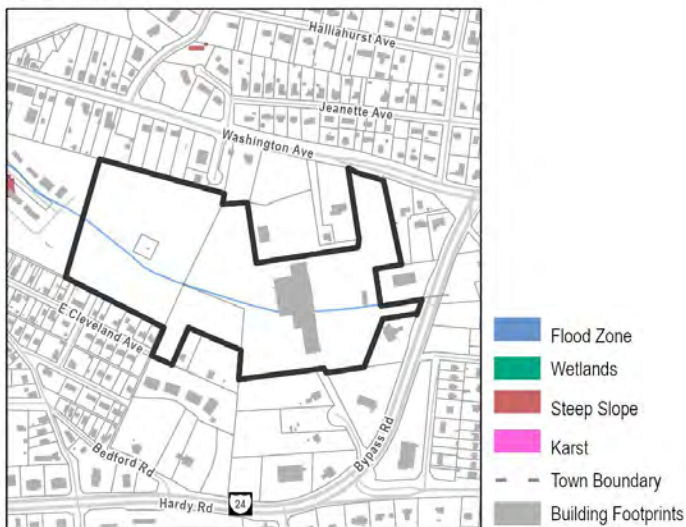 Halliahurst Ave
Jeanette Ave
Washington Ave
E Cleveland Ave
Bedford Rd
Bypass Rd
Hardy Rd
24
Flood Zone
Wetlands
Steep Slope
Karst
Town Boundary
Building Footprints